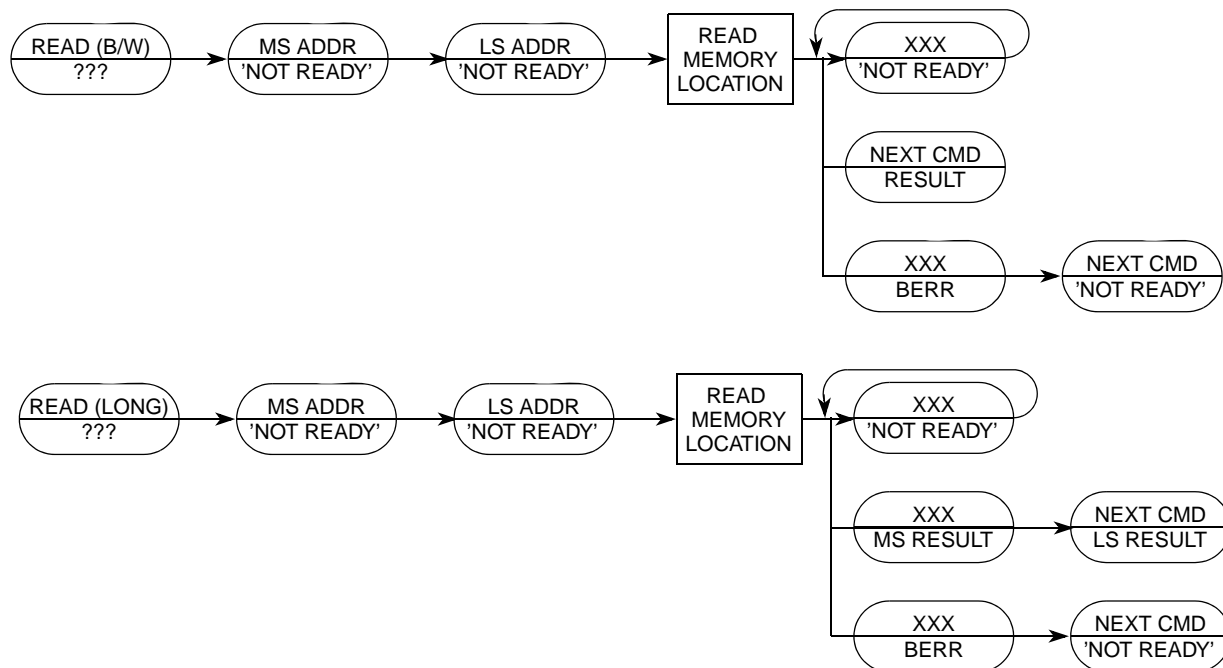 READ (B/W)
???
MS ADDR
'NOT READY'
LS ADDR
'NOT READY'
READ
MEMORY
LOCATION
XXX
'NOT READY'
NEXT CMD
RESULT
XXX
BERR
NEXT CMD
'NOT READY'
READ (LONG)
???
MS ADDR
'NOT READY'
LS ADDR
'NOT READY'
READ
MEMORY
LOCATION
XXX
'NOT READY'
XXX
MS RESULT
NEXT CMD
LS RESULT
XXX
BERR
NEXT CMD
'NOT READY'